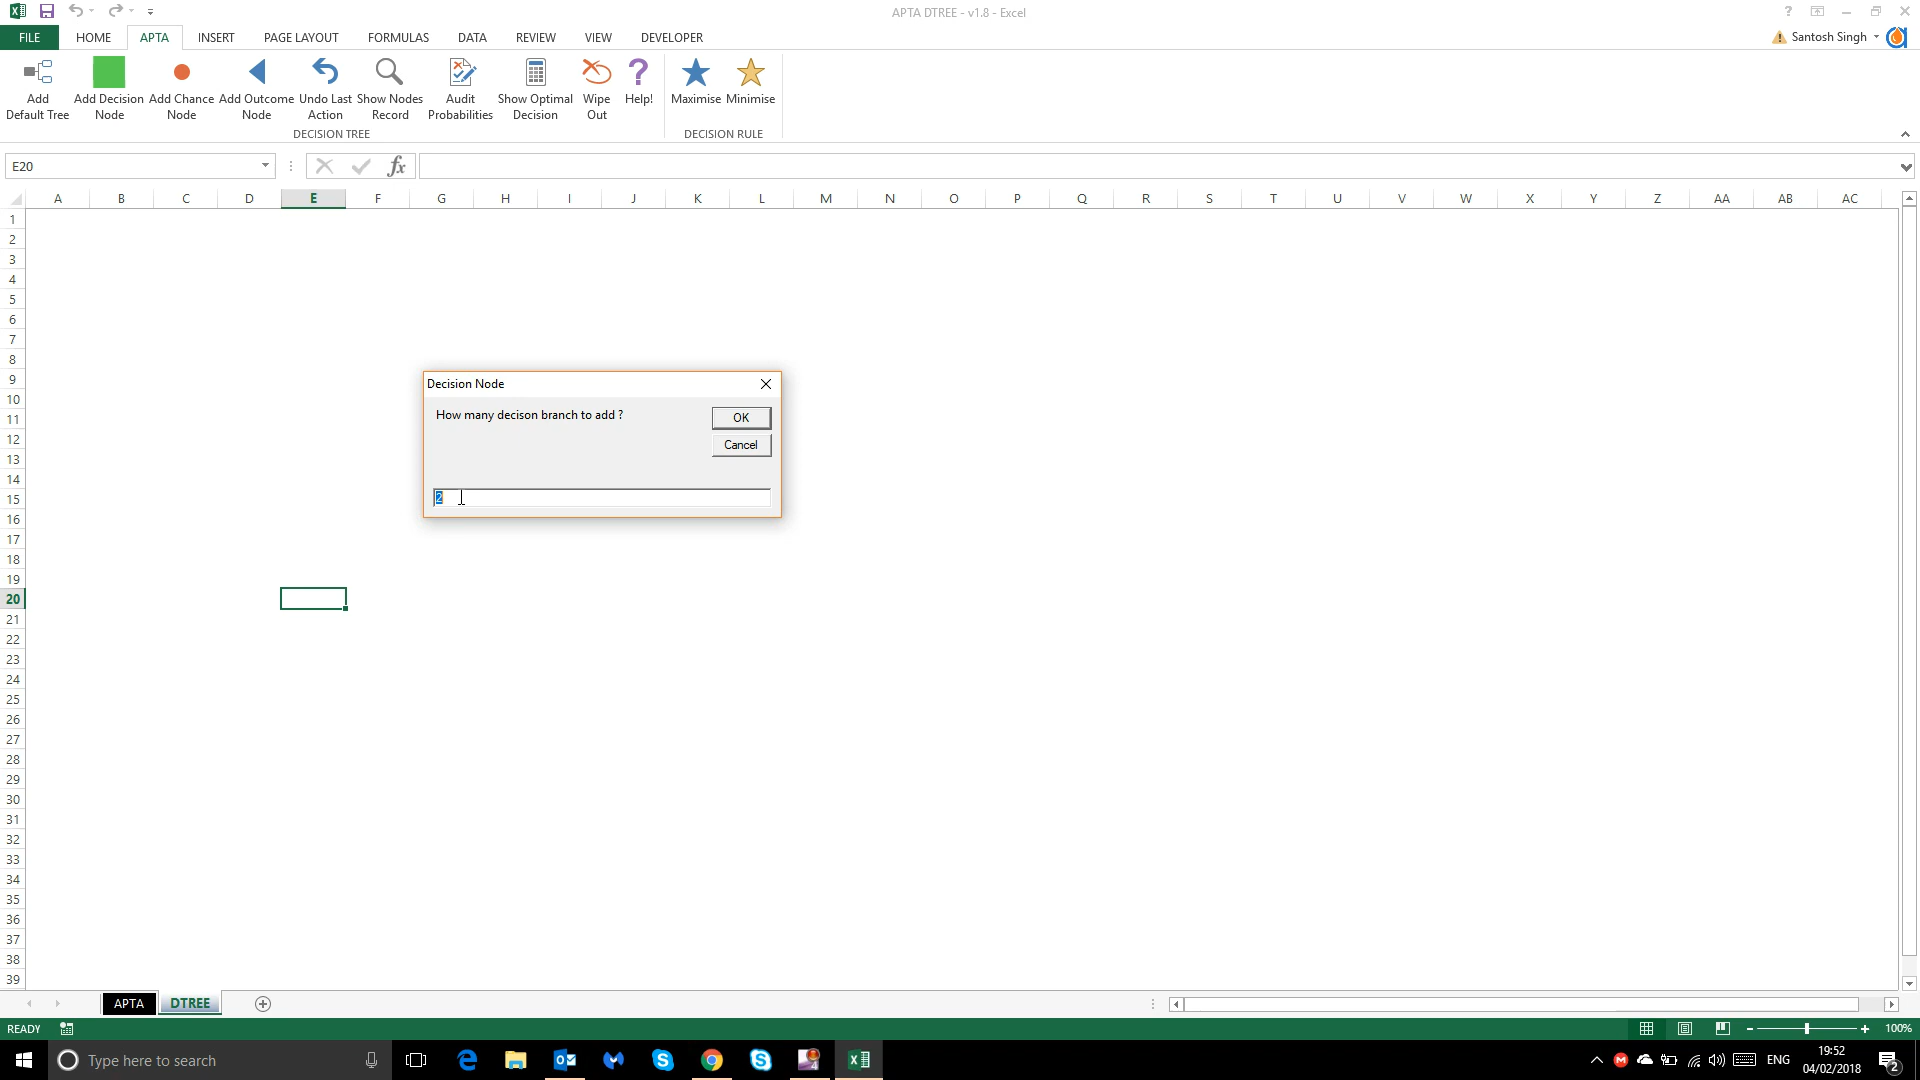 APTA DTREE - v1.8 - Excel
FILE HOME APTA INSERT PAGE LAYOUT FORMULAS DATA REVIEW VIEW DEVELOPER
Santosh Singh
Add Default Tree
Add Decision Node
Add Chance Node
Add Outcome Node
Undo Last Action
Show Nodes Record
Audit Probabilities
Show Optimal Decision
Wipe Out
Help!
Maximise
Minimise
DECISION TREE
DECISION RULE
E20
fx
A B C D E F G H I J K L M N O P Q R S T U V W X Y Z AA AB AC
1
2
3
4
5
6
7
8
9
10
11
12
13
14
15
16
17
18
19
20
21
22
23
24
25
26
27
28
29
30
31
32
33
34
35
36
37
38
39
Decision Node
How many decison branch to add ?
OK
Cancel
2
APTA DTREE
READY
100%
Type here to search
ENG
19:52
04/02/2018
2